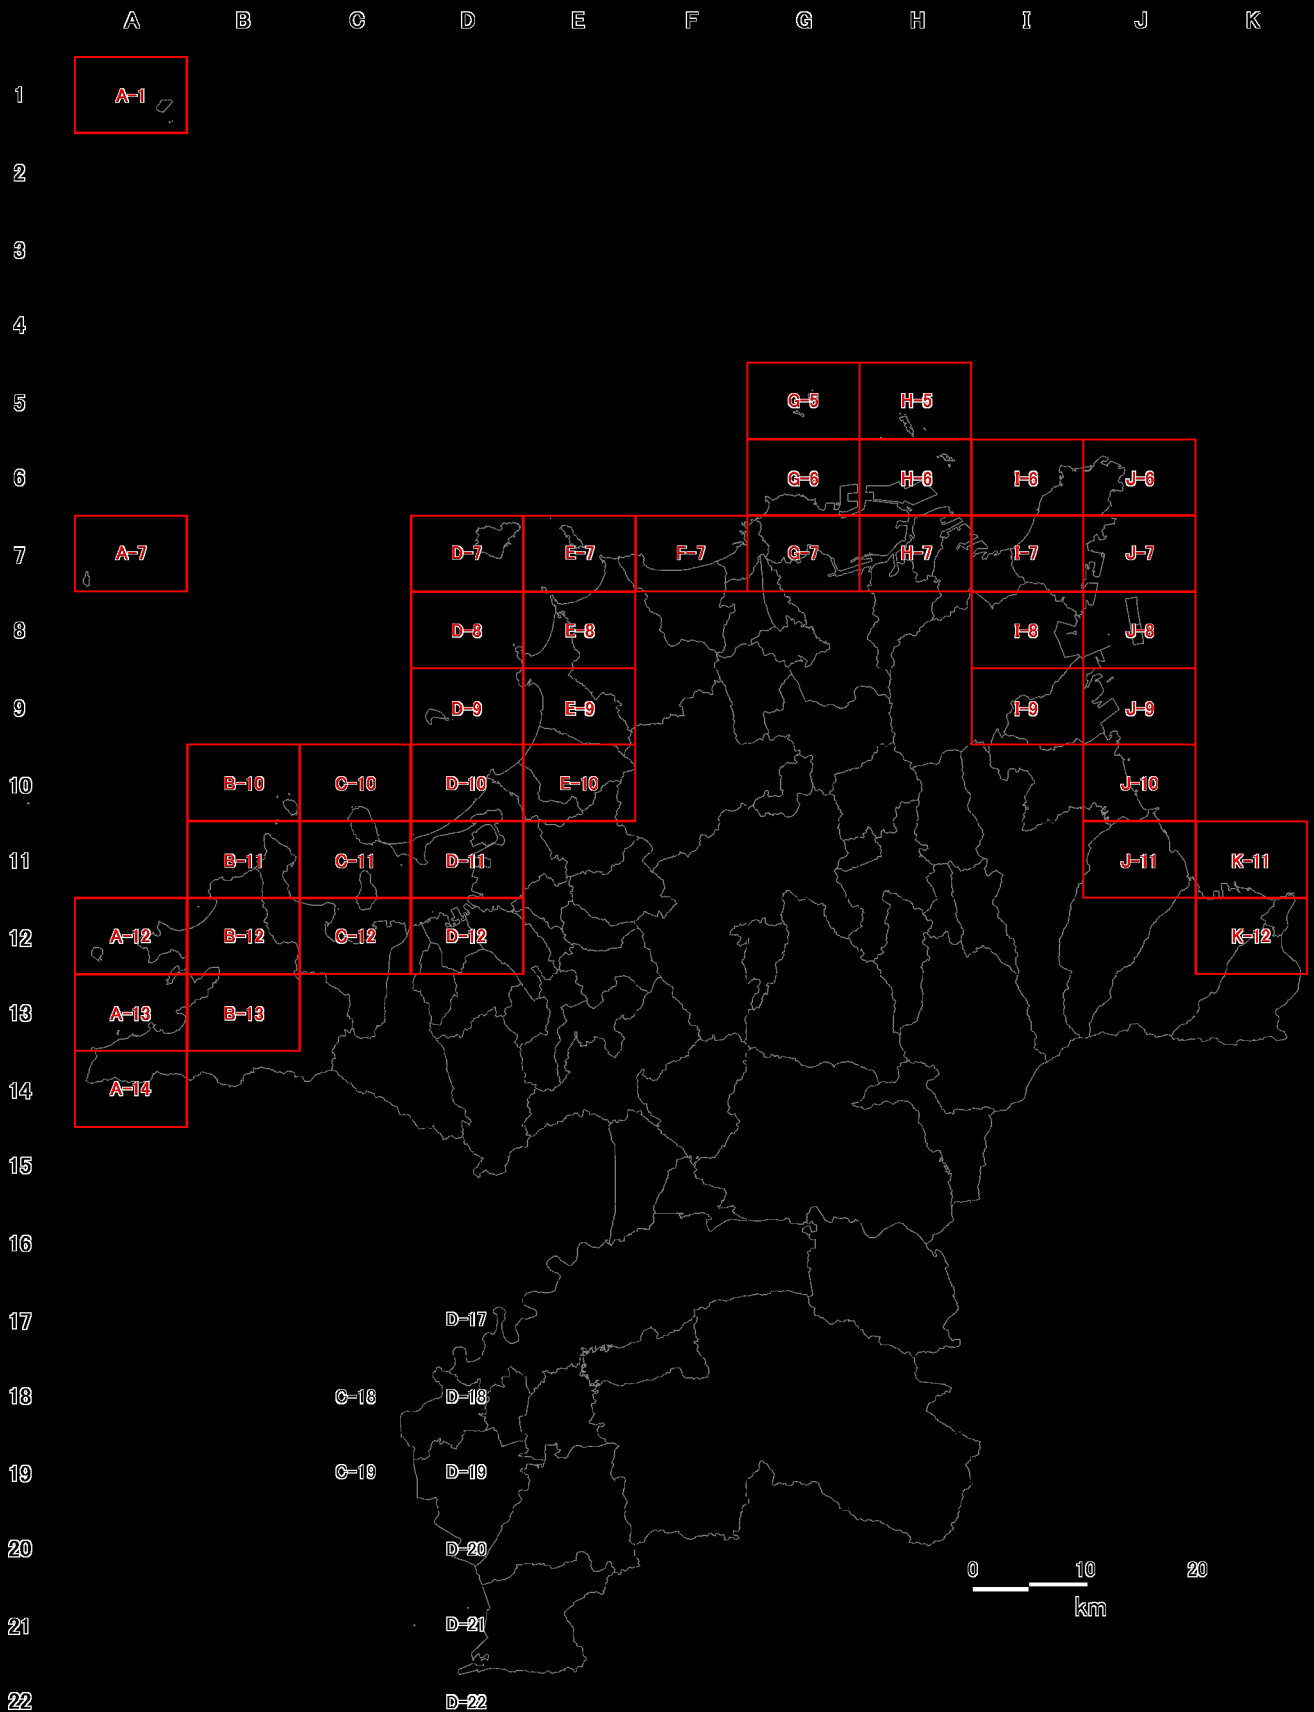 A B C D E F G H I J K
1 A-1
2
3
4
5 G-5 H-5
6 G-6 H-6 I-6 J-6
7 A-7 D-7 E-7 F-7 G-7 H-7 I-7 J-7
8 D-8 E-8 I-8 J-8
9 D-9 E-9 I-9 J-9
10 B-10 C-10 D-10 E-10 J-10
11 B-11 C-11 D-11 J-11 K-11
12 A-12 B-12 C-12 D-12 K-12
13 A-13 B-13
14 A-14
15
16
17 D-17
18 C-18 D-18
19 C-19 D-19
20 D-20
0 10 20
km
21 D-21
22 D-22